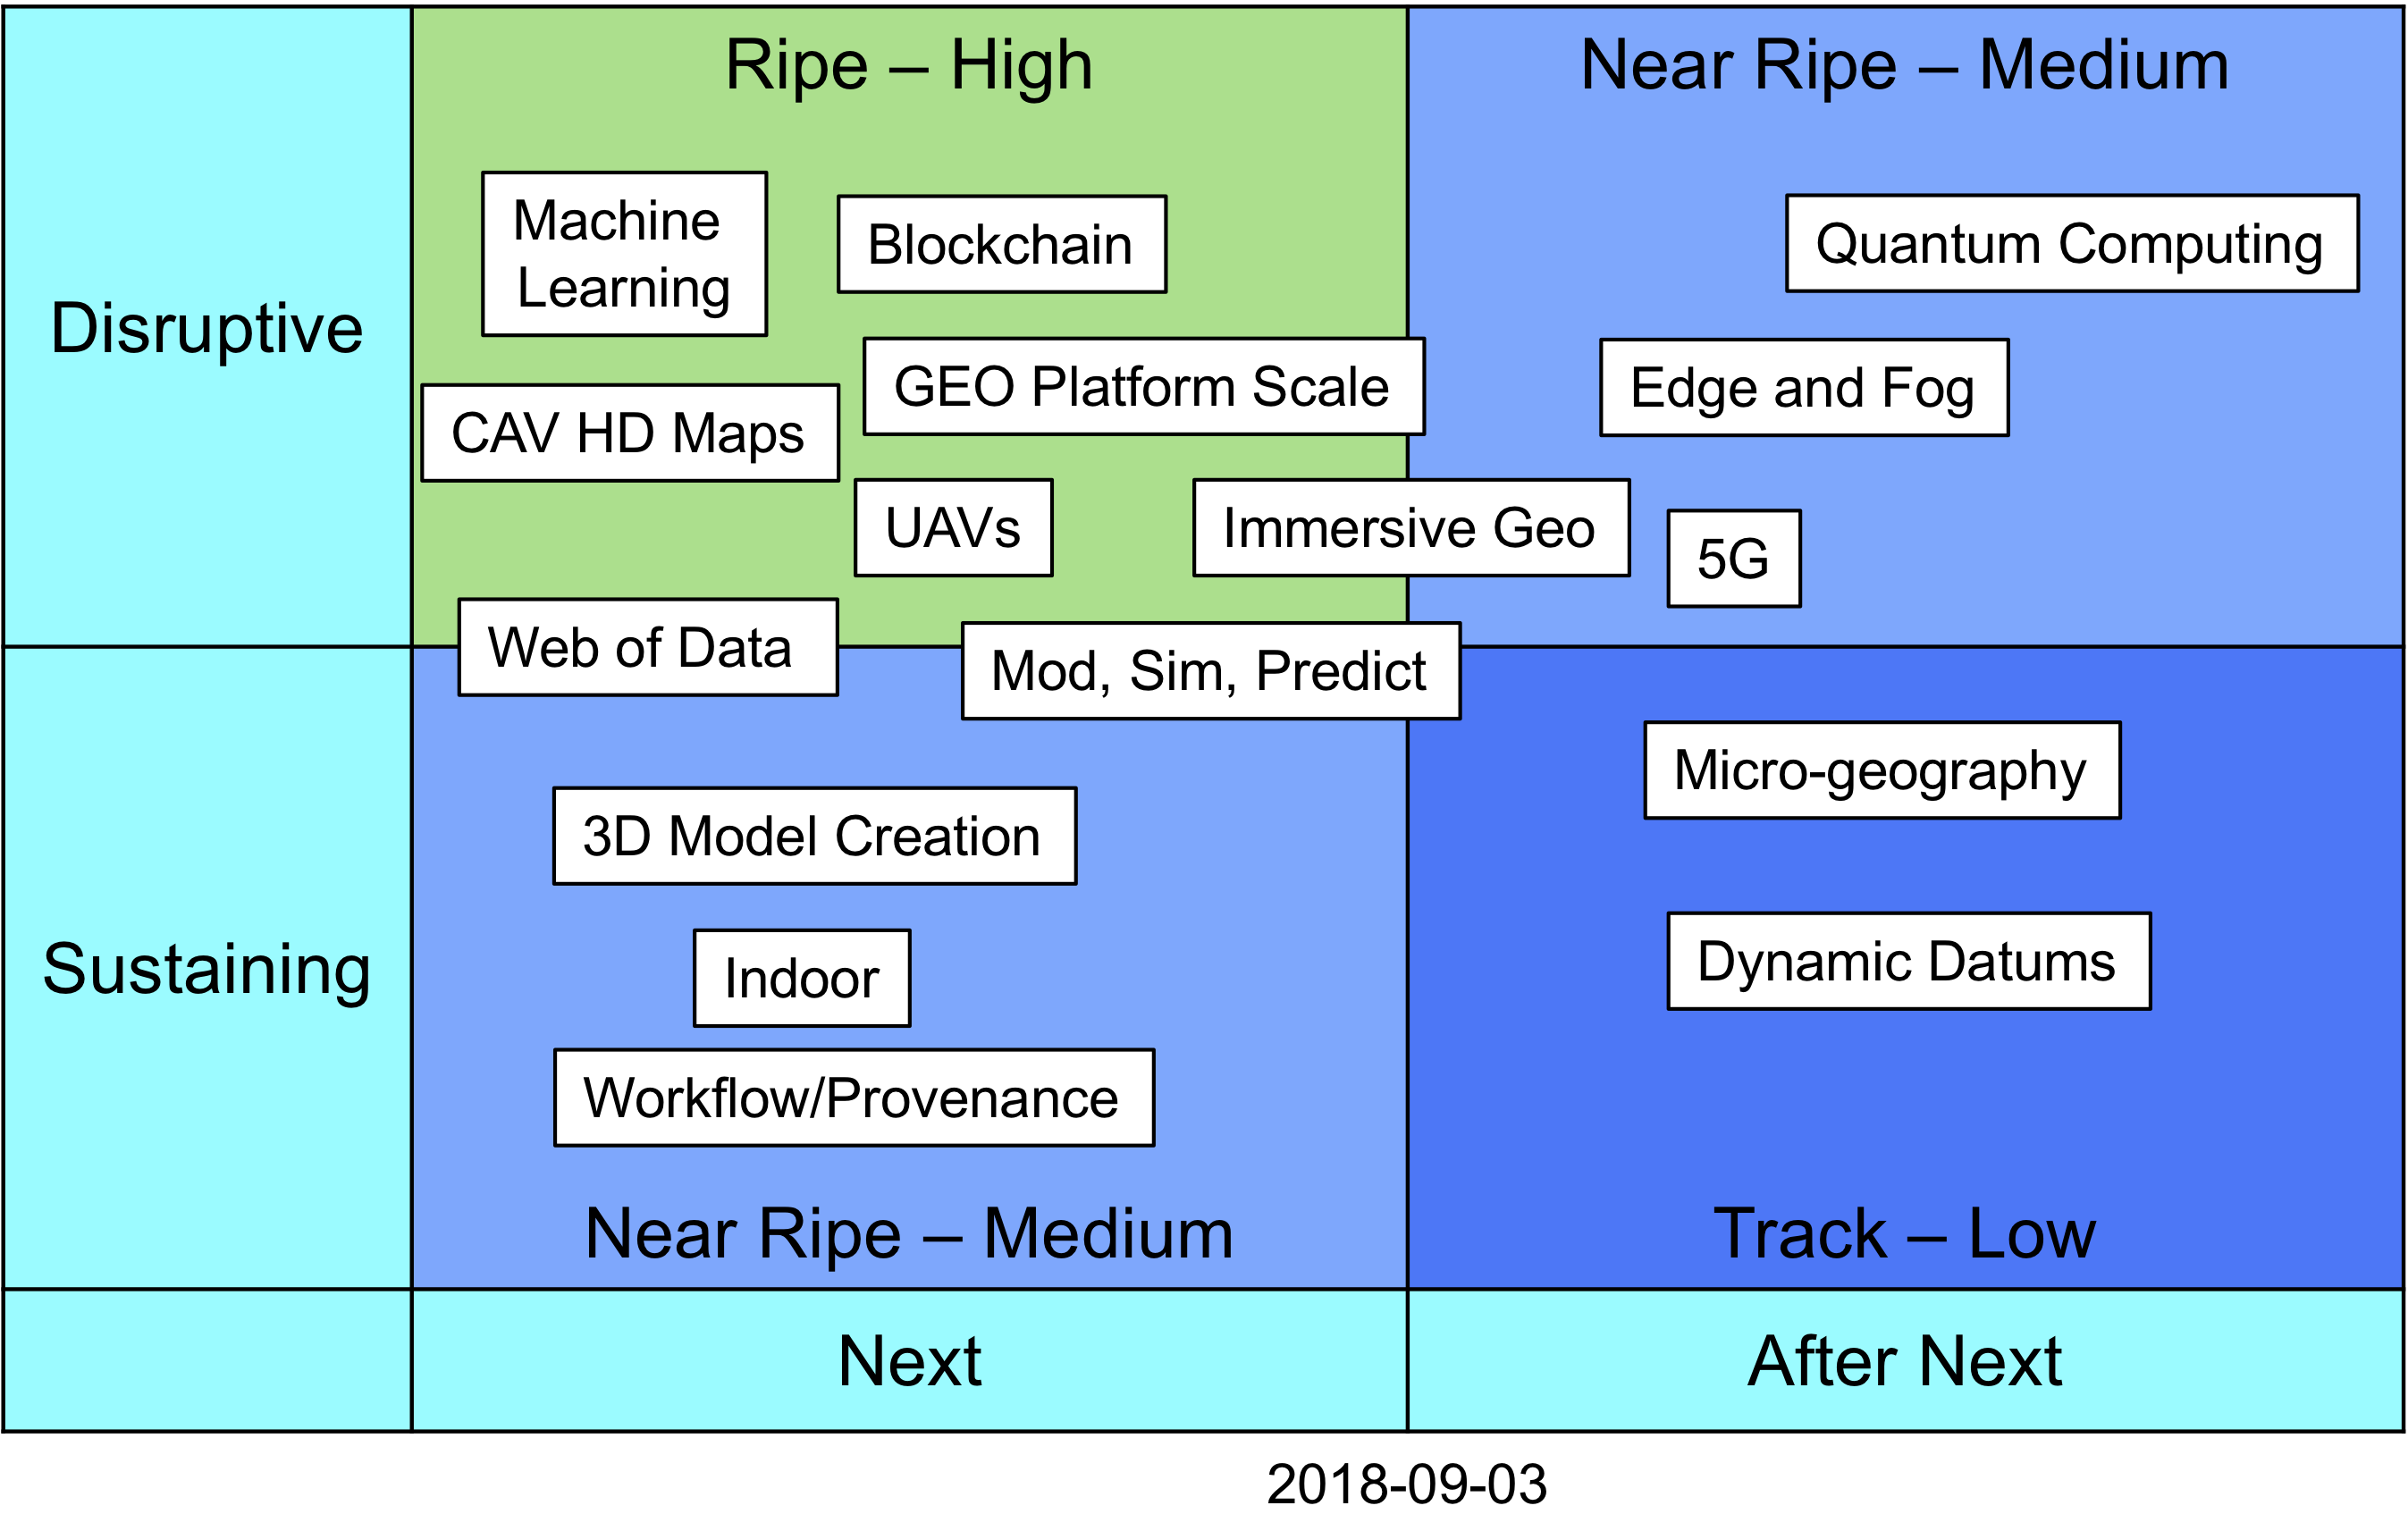 Ripe – High
Near Ripe – Medium
Disruptive
Machine
Learning
Blockchain
Quantum Computing
GEO Platform Scale
Edge and Fog
CAV HD Maps
UAVs
Immersive Geo
5G
Web of Data
Mod, Sim, Predict
Sustaining
Micro-geography
3D Model Creation
Dynamic Datums
Indoor
Workflow/Provenance
Near Ripe – Medium
Track – Low
Next
After Next
2018-09-03